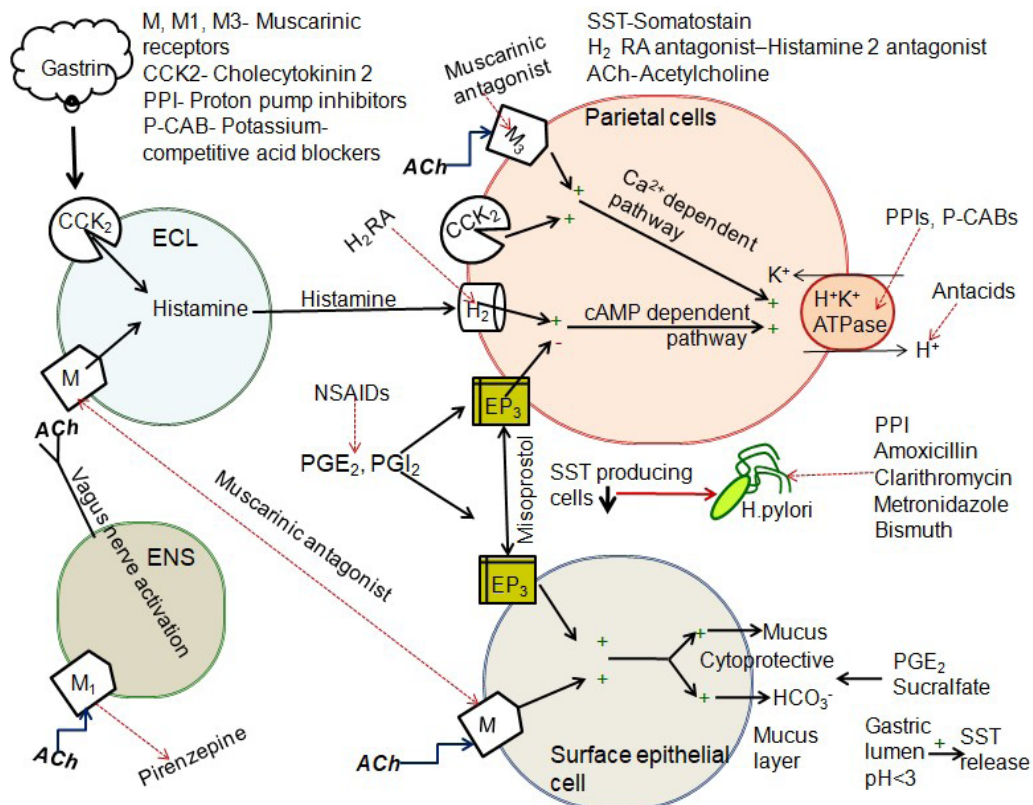 Gastrin
M, M1, M3- Muscarinic
receptors
CCK2- Cholecytokinin 2
PPI- Proton pump inhibitors
P-CAB- Potassium-
competitive acid blockers
SST-Somatostain
H₂ RA antagonist–Histamine 2 antagonist
ACh-Acetylcholine
Muscarinic
antagonist
M₃
ACh
Parietal cells
CCK₂
ECL
Histamine
M
ACh
H₂RA
Histamine
CCK₂
H₂
+
+
Ca²⁺dependent
pathway
+
-
cAMP dependent
pathway
+
+
K⁺
H⁺K⁺
ATPase
PPIs, P-CABs
Antacids
H⁺
NSAIDs
PGE₂, PGI₂
EP₃
Misoprostol
EP₃
SST producing
cells
H.pylori
PPI
Amoxicillin
Clarithromycin
Metronidazole
Bismuth
Vagus nerve activation
ENS
M₁
ACh
Pirenzepine
Muscarinic antagonist
M
ACh
+
+
+
Mucus
Cytoprotective
+
HCO₃⁻
Mucus
layer
Surface epithelial
cell
PGE₂
Sucralfate
Gastric
lumen
pH<3
+
SST
release